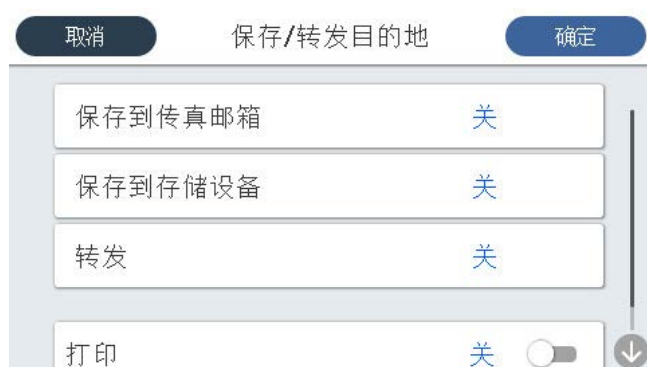 取消 保存/转发目的地 确定
保存到传真邮箱 关
保存到存储设备 关
转发 关
打印 关